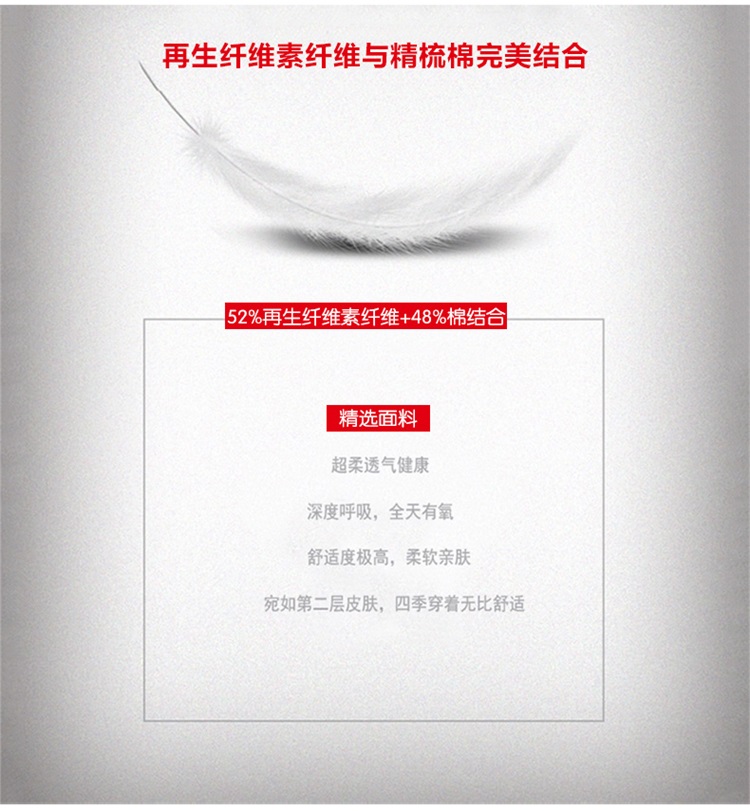 再生纤维素纤维与精梳棉完美结合
52%再生纤维素纤维+48%棉结合
精选面料
超柔透气健康
深度呼吸，全天有氧
舒适度极高，柔软亲肤
宛如第二层皮肤，四季穿着无比舒适